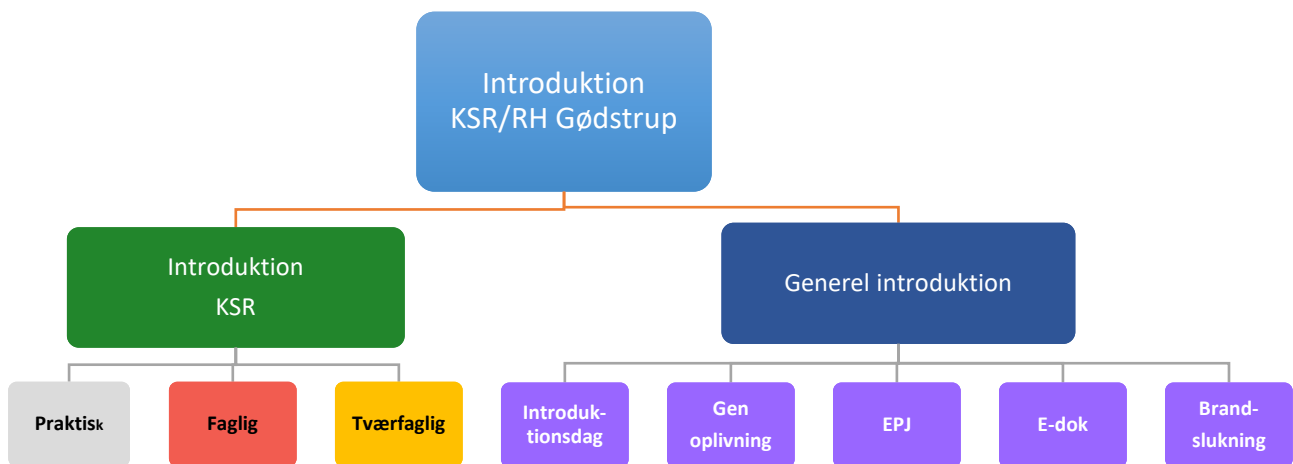 Introduktion
KSR/RH Gødstrup
Introduktion
KSR
Generel introduktion
Praktisk
Faglig
Tværfaglig
Introduk-
tionsdag
Gen
oplivning
EPJ
E-dok
Brand-
slukning